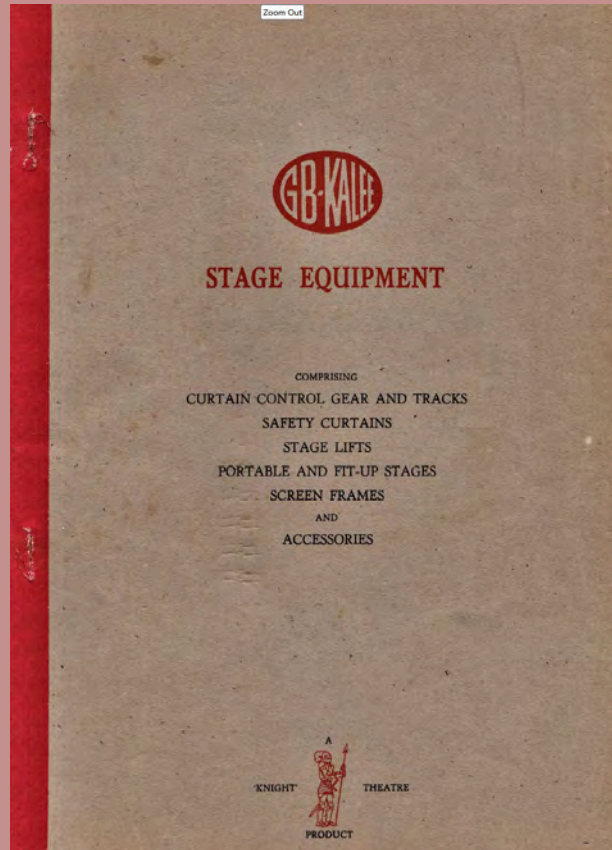 Zoom Out
GB-KALEE
STAGE EQUIPMENT
COMPRISING
CURTAIN CONTROL GEAR AND TRACKS
SAFETY CURTAINS
STAGE LIFTS
PORTABLE AND FIT-UP STAGES
SCREEN FRAMES
AND
ACCESSORIES
A
'KNIGHT' THEATRE
PRODUCT